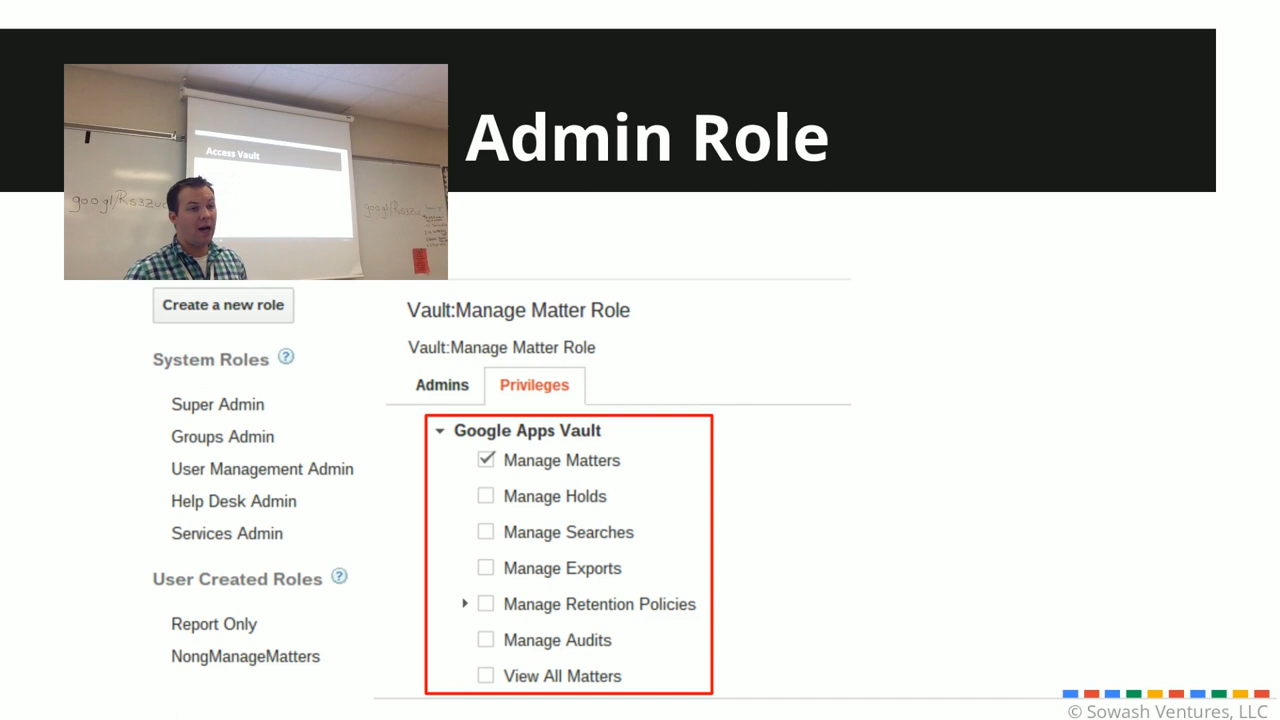 Admin Role
Access Vault
Create a new role
System Roles ?
Super Admin
Groups Admin
User Management Admin
Help Desk Admin
Services Admin
User Created Roles ?
Report Only
NongManageMatters
Vault:Manage Matter Role
Vault:Manage Matter Role
Admins
Privileges
Google Apps Vault
Manage Matters
Manage Holds
Manage Searches
Manage Exports
Manage Retention Policies
Manage Audits
View All Matters
© Sowash Ventures, LLC